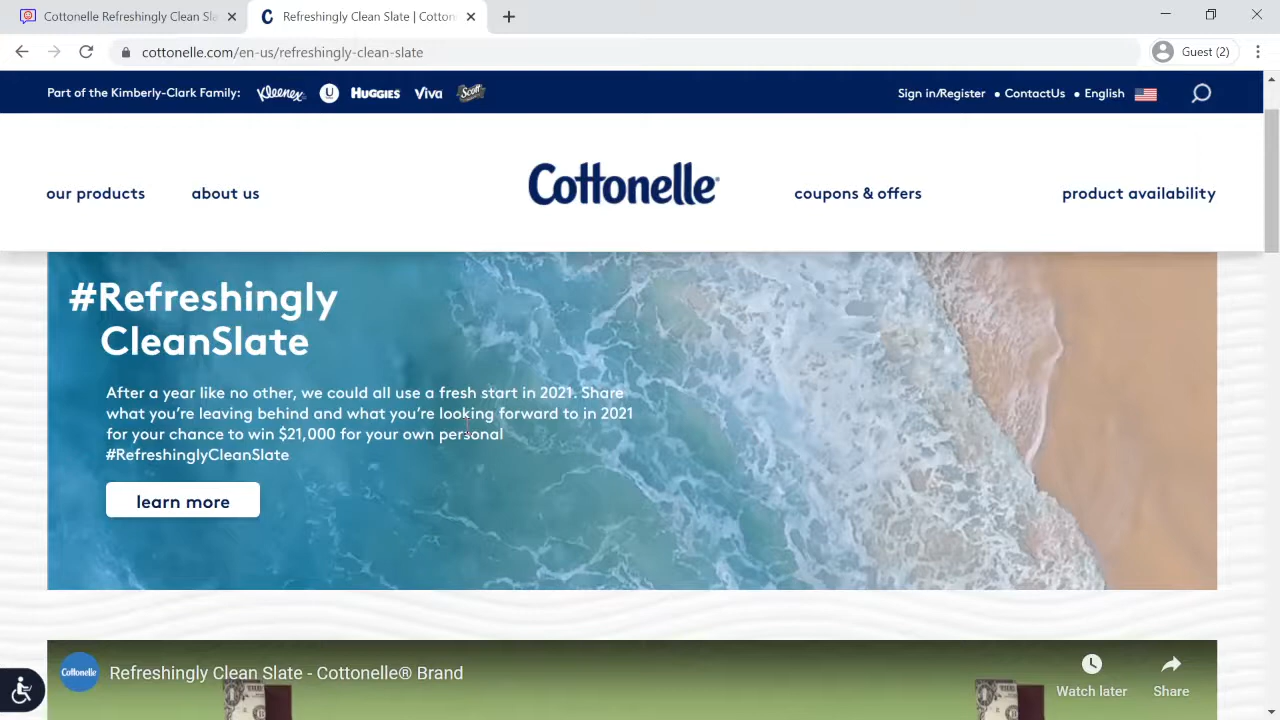 Cottonelle Refreshingly Clean Sla
Refreshingly Clean Slate | Cotton
cottonelle.com/en-us/refreshingly-clean-slate
Guest (2)
Part of the Kimberly-Clark Family: Kleenex U HUGGIES Viva Scott
Sign in/Register • ContactUs • English
our products about us Cottonelle® coupons & offers product availability
#Refreshingly
CleanSlate
After a year like no other, we could all use a fresh start in 2021. Share
what you're leaving behind and what you're looking forward to in 2021
for your chance to win $21,000 for your own personal
#RefreshinglyCleanSlate
learn more
Cottonelle
Refreshingly Clean Slate - Cottonelle® Brand
Watch later Share